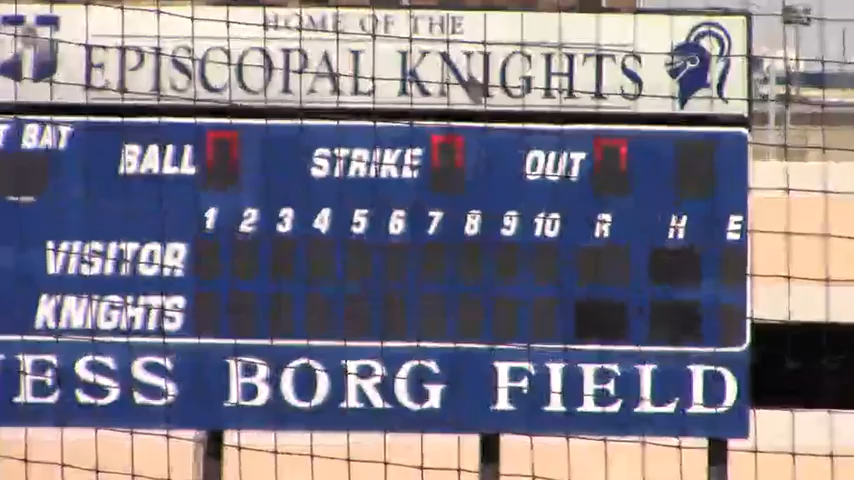 HOME OF THE
EPISCOPAL KNIGHTS
T BAT BALL STRIKE OUT
1 2 3 4 5 6 7 8 9 10 R H E
VISITOR
KNIGHTS
NESS BORG FIELD